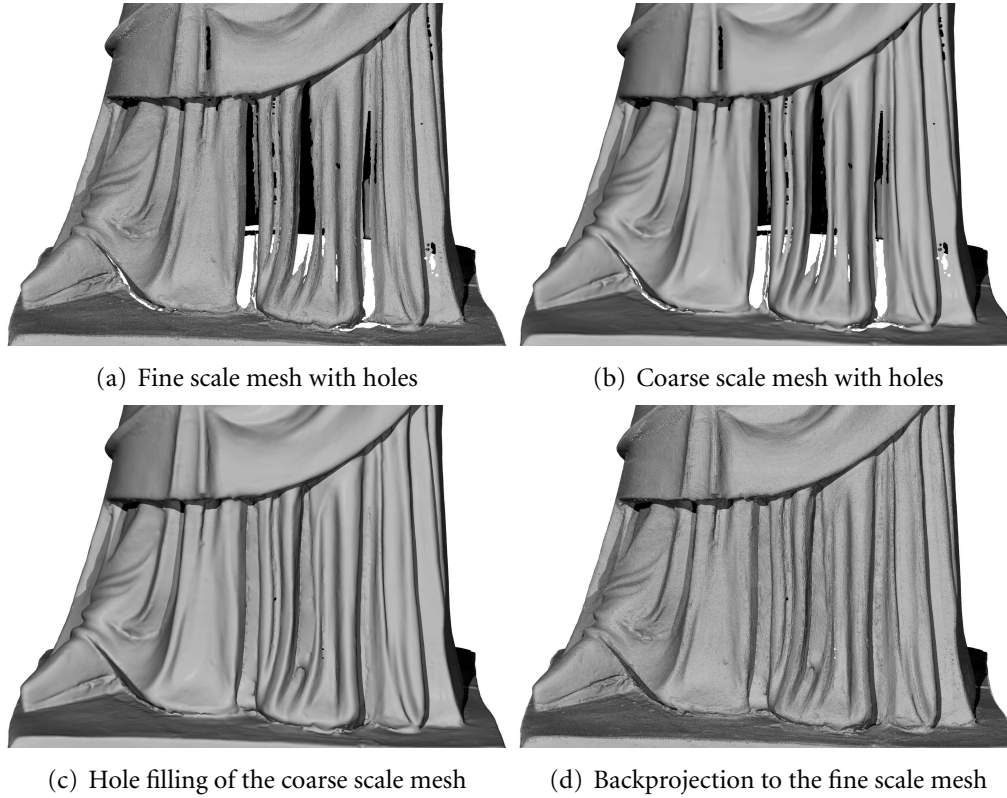 (a) Fine scale mesh with holes
(b) Coarse scale mesh with holes
(c) Hole filling of the coarse scale mesh
(d) Backprojection to the fine scale mesh